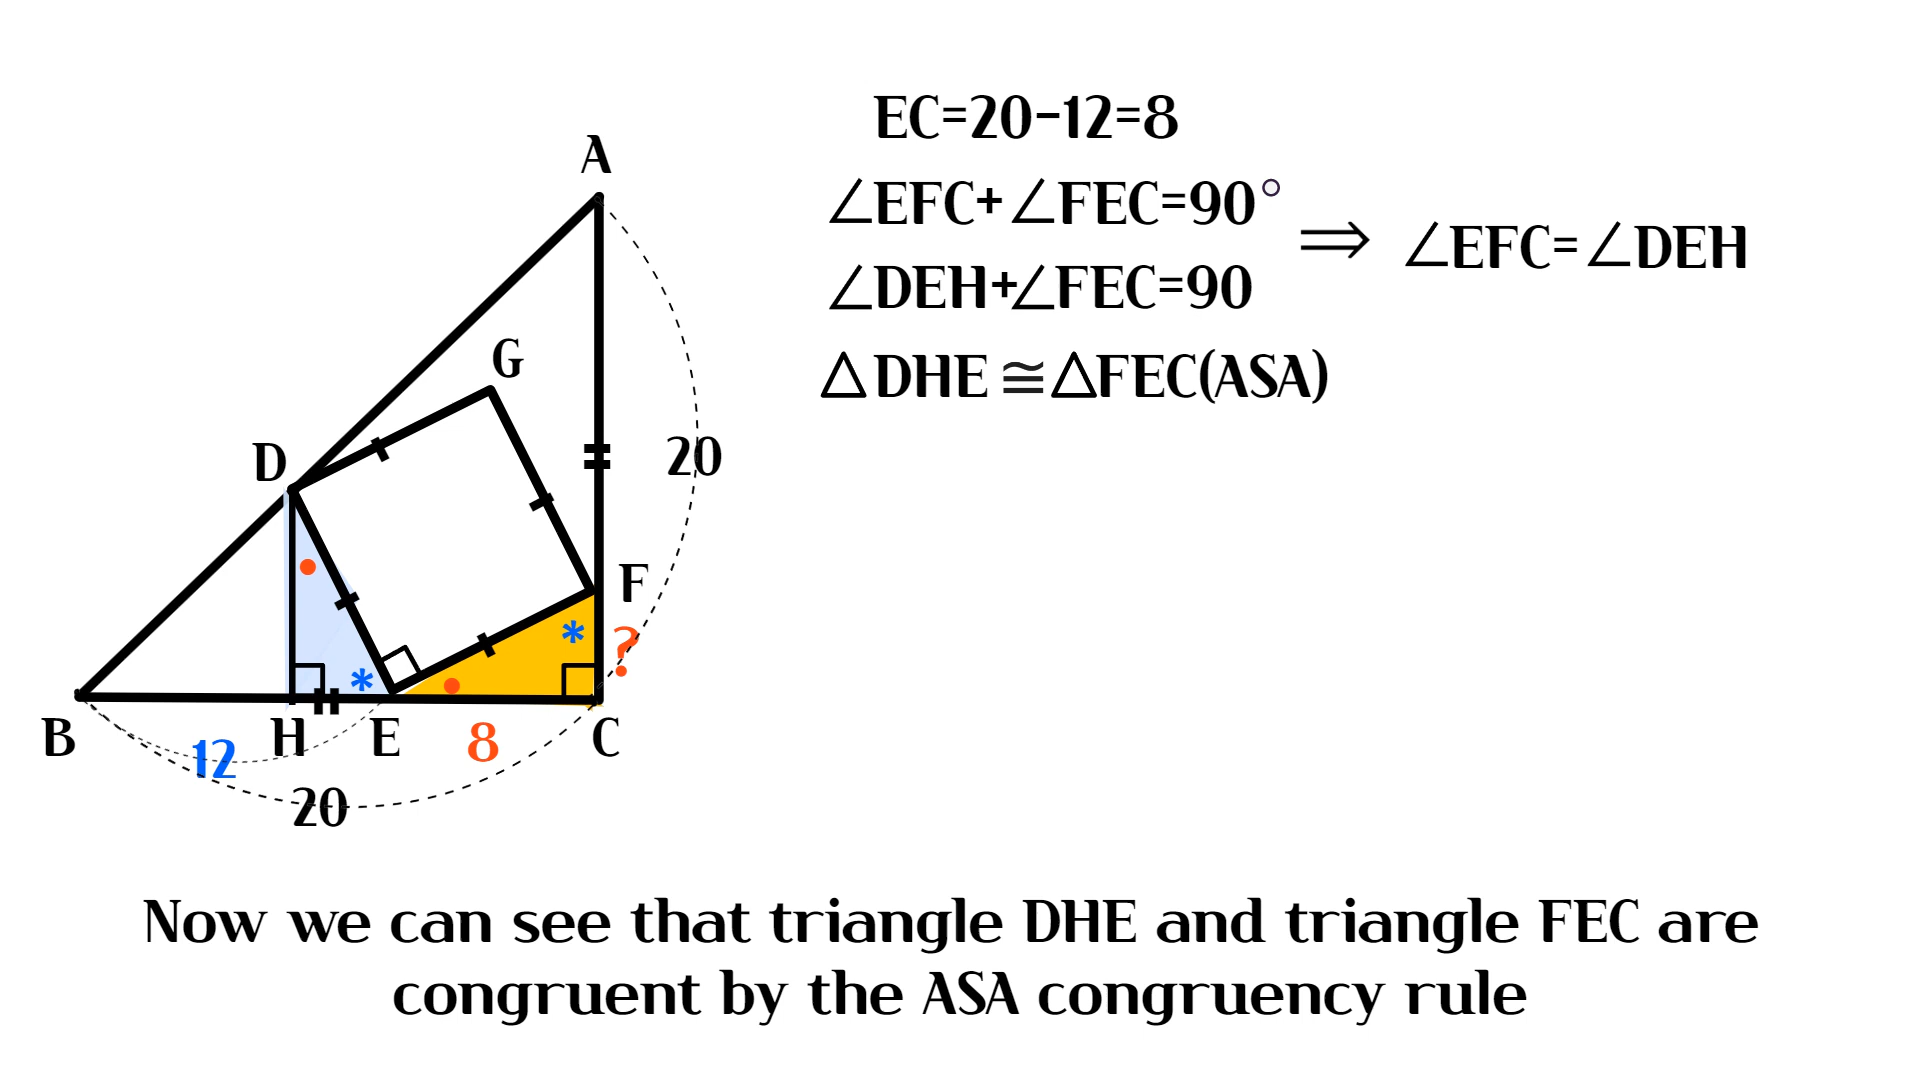 EC=20-12=8
∠EFC+∠FEC=90°
∠DEH+∠FEC=90
⇒ ∠EFC=∠DEH
△DHE≅△FEC(ASA)
A
G
D
20
F
*
?
*
B
H
E
C
12
8
20
Now we can see that triangle DHE and triangle FEC are
congruent by the ASA congruency rule